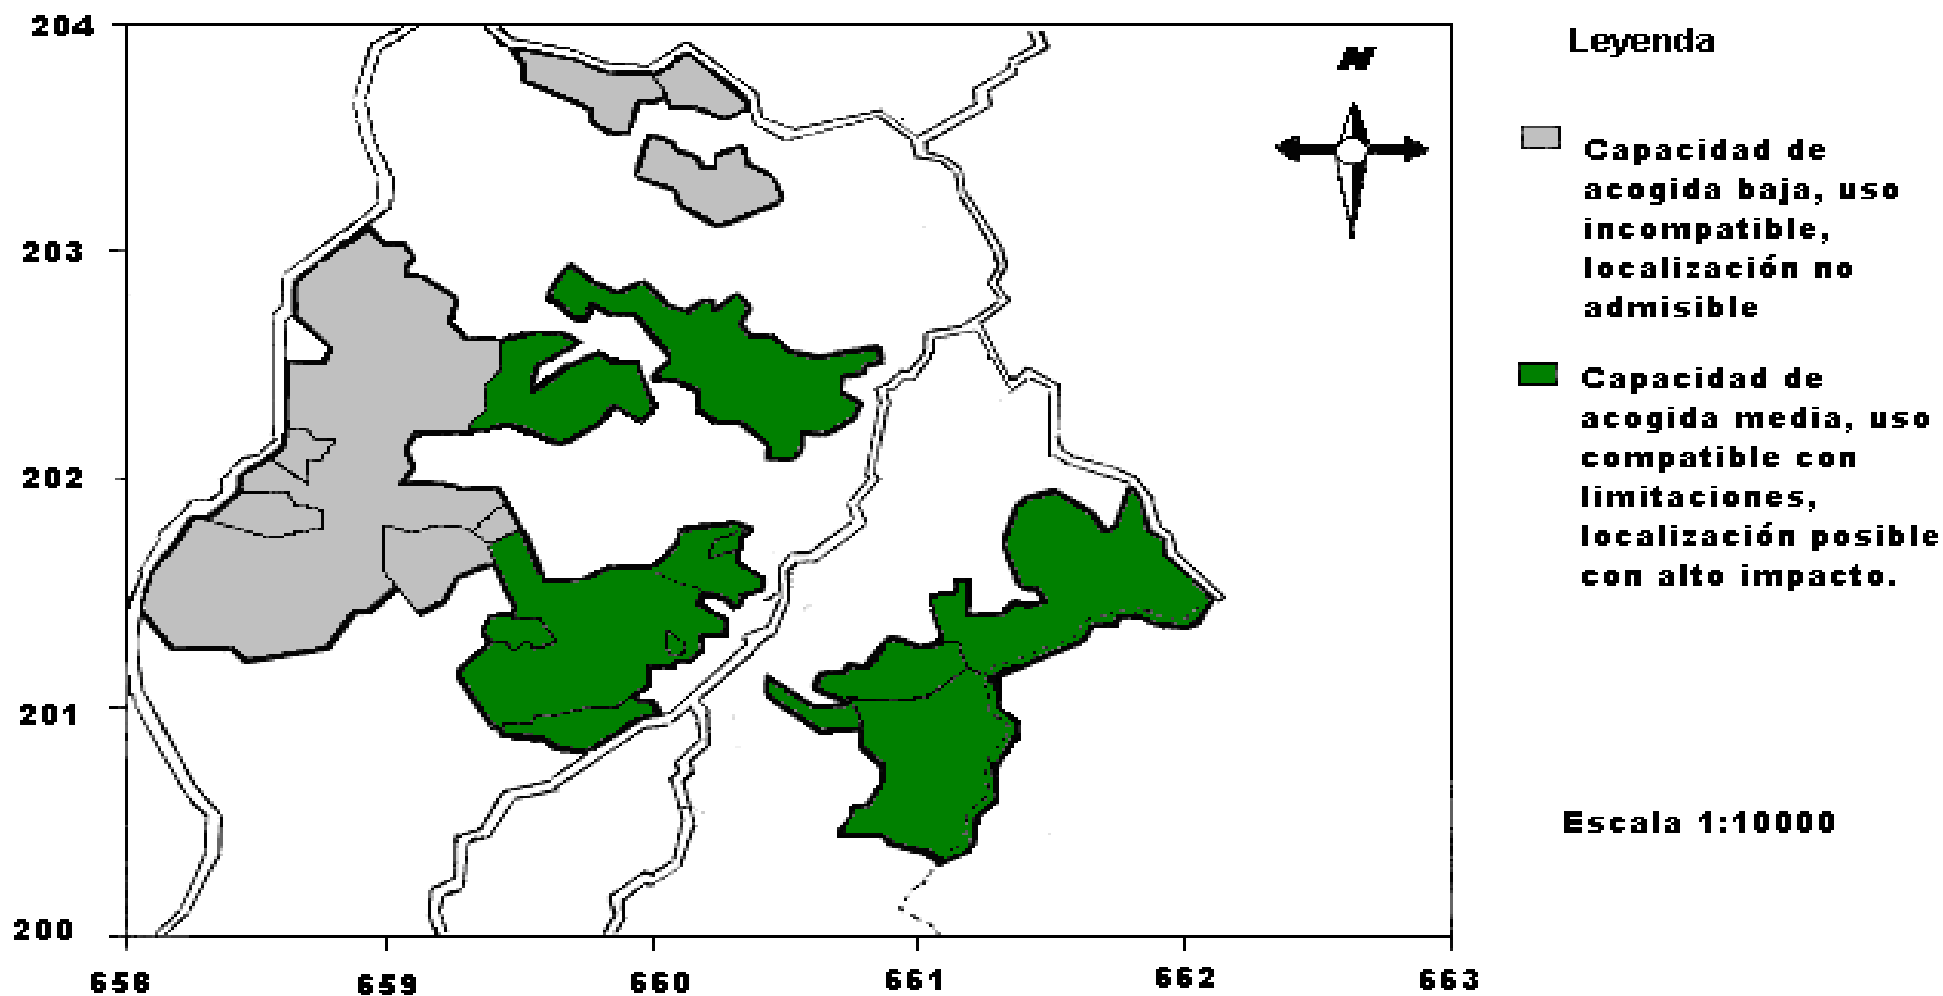 204
203
202
201
200
658
659
660
661
662
663
N
Leyenda
Capacidad de
acogida baja, uso
incompatible,
localización no
admisible
Capacidad de
acogida media, uso
compatible con
limitaciones,
localización posible
con alto impacto.
Escala 1:10000